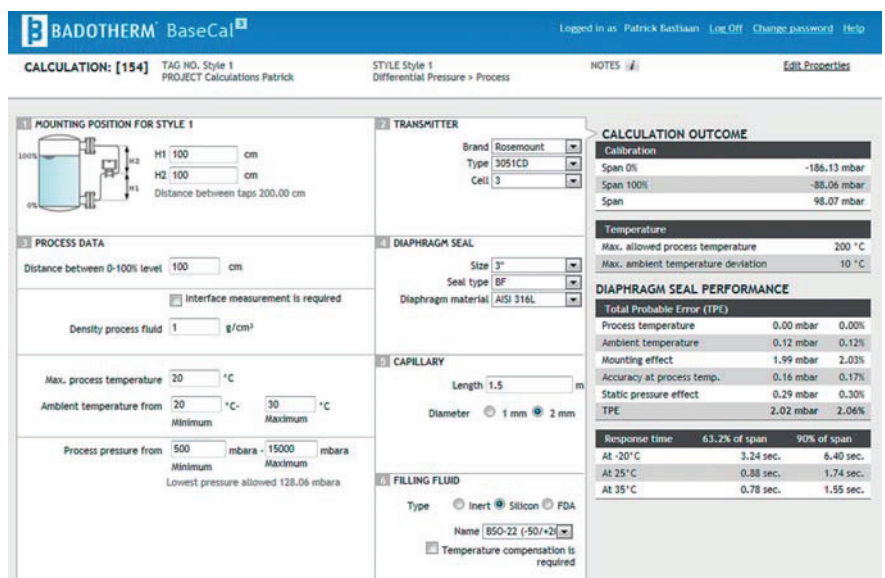 BADOTHERM BaseCal 3
Logged in as Patrick Bastiaan Log Off Change password Help
CALCULATION: [154]
TAG NO. Style 1
PROJECT Calculations Patrick
STYLE Style 1
Differential Pressure > Process
NOTES i
Edit Properties
1 MOUNTING POSITION FOR STYLE 1
100%
0%
H2
H1
H1 100 cm
H2 100 cm
Distance between taps 200.00 cm
2 TRANSMITTER
Brand Rosemount
Type 3051CD
Cell 3
3 PROCESS DATA
Distance between 0-100% level 100 cm
Interface measurement is required
Density process fluid 1 g/cm³
Max. process temperature 20 °C
Ambient temperature from 20 °C- 30 °C
Minimum Maximum
Process pressure from 500 mbara - 15000 mbara
Minimum Maximum
Lowest pressure allowed 128.06 mbara
4 DIAPHRAGM SEAL
Size 3"
Seal type BF
Diaphragm material AISI 316L
5 CAPILLARY
Length 1.5 m
Diameter 1 mm 2 mm
6 FILLING FLUID
Type Inert Silicon FDA
Name BSO-22 (-50/+2
Temperature compensation is
required
CALCULATION OUTCOME
Calibration
Span 0% -186.13 mbar
Span 100% -88.06 mbar
Span 98.07 mbar
Temperature
Max. allowed process temperature 200 °C
Max. ambient temperature deviation 10 °C
DIAPHRAGM SEAL PERFORMANCE
Total Probable Error (TPE)
Process temperature 0.00 mbar 0.00%
Ambient temperature 0.12 mbar 0.12%
Mounting effect 1.99 mbar 2.03%
Accuracy at process temp. 0.16 mbar 0.17%
Static pressure effect 0.29 mbar 0.30%
TPE 2.02 mbar 2.06%
Response time 63.2% of span 90% of span
At -20°C 3.24 sec. 6.40 sec.
At 25°C 0.88 sec. 1.74 sec.
At 35°C 0.78 sec. 1.55 sec.